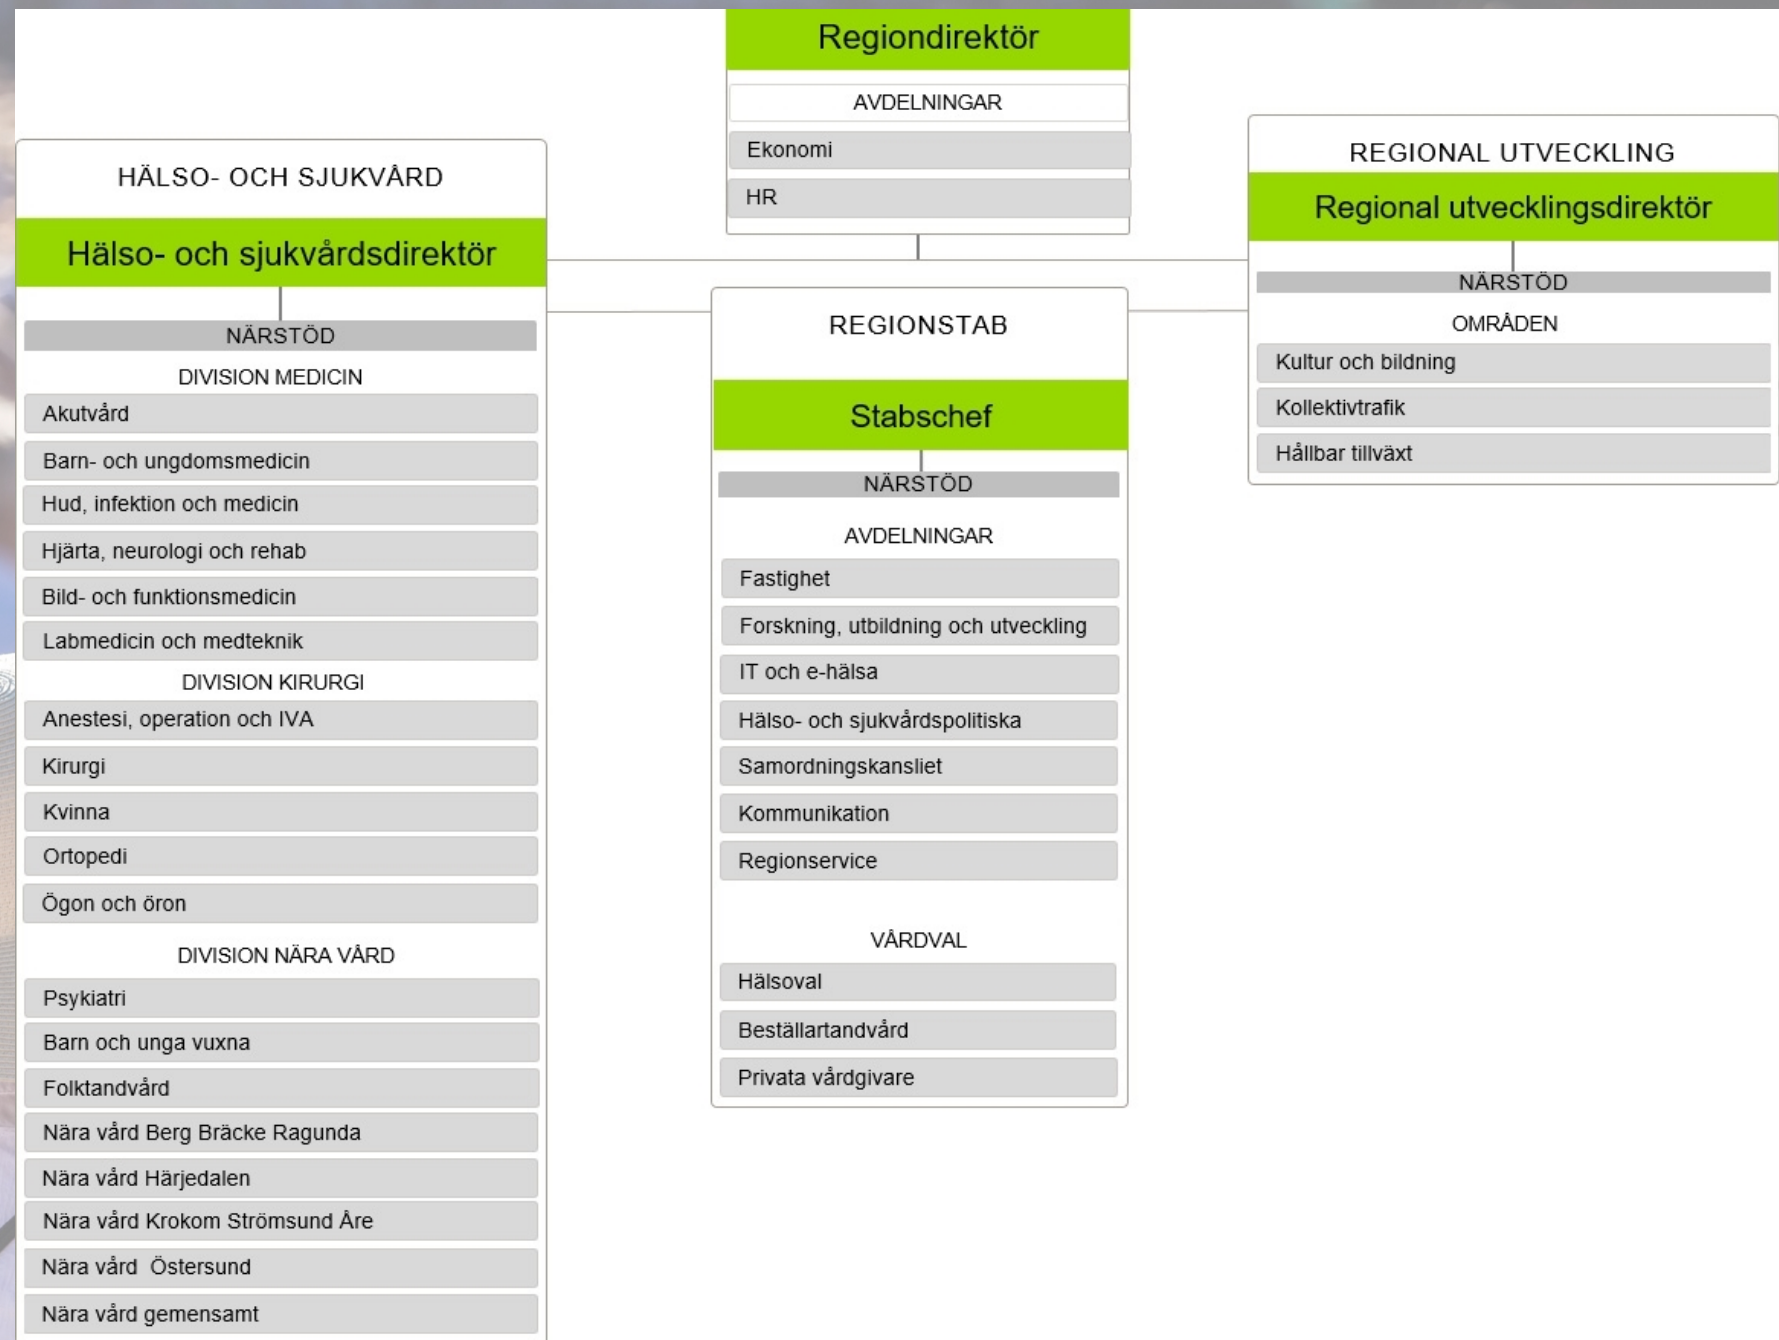 Regiondirektör
AVDELNINGAR
Ekonomi
HR
HÄLSO- OCH SJUKVÅRD
Hälso- och sjukvårdsdirektör
NÄRSTÖD
DIVISION MEDICIN
Akutvård
Barn- och ungdomsmedicin
Hud, infektion och medicin
Hjärta, neurologi och rehab
Bild- och funktionsmedicin
Labmedicin och medteknik
DIVISION KIRURGI
Anestesi, operation och IVA
Kirurgi
Kvinna
Ortopedi
Ögon och öron
DIVISION NÄRA VÅRD
Psykiatri
Barn och unga vuxna
Folktandvård
Nära vård Berg Bräcke Ragunda
Nära vård Härjedalen
Nära vård Krokom Strömsund Åre
Nära vård  Östersund
Nära vård gemensamt
REGIONSTAB
Stabschef
NÄRSTÖD
AVDELNINGAR
Fastighet
Forskning, utbildning och utveckling
IT och e-hälsa
Hälso- och sjukvårdspolitiska
Samordningskansliet
Kommunikation
Regionservice
VÅRDVAL
Hälsoval
Beställartandvård
Privata vårdgivare
REGIONAL UTVECKLING
Regional utvecklingsdirektör
NÄRSTÖD
OMRÅDEN
Kultur och bildning
Kollektivtrafik
Hållbar tillväxt